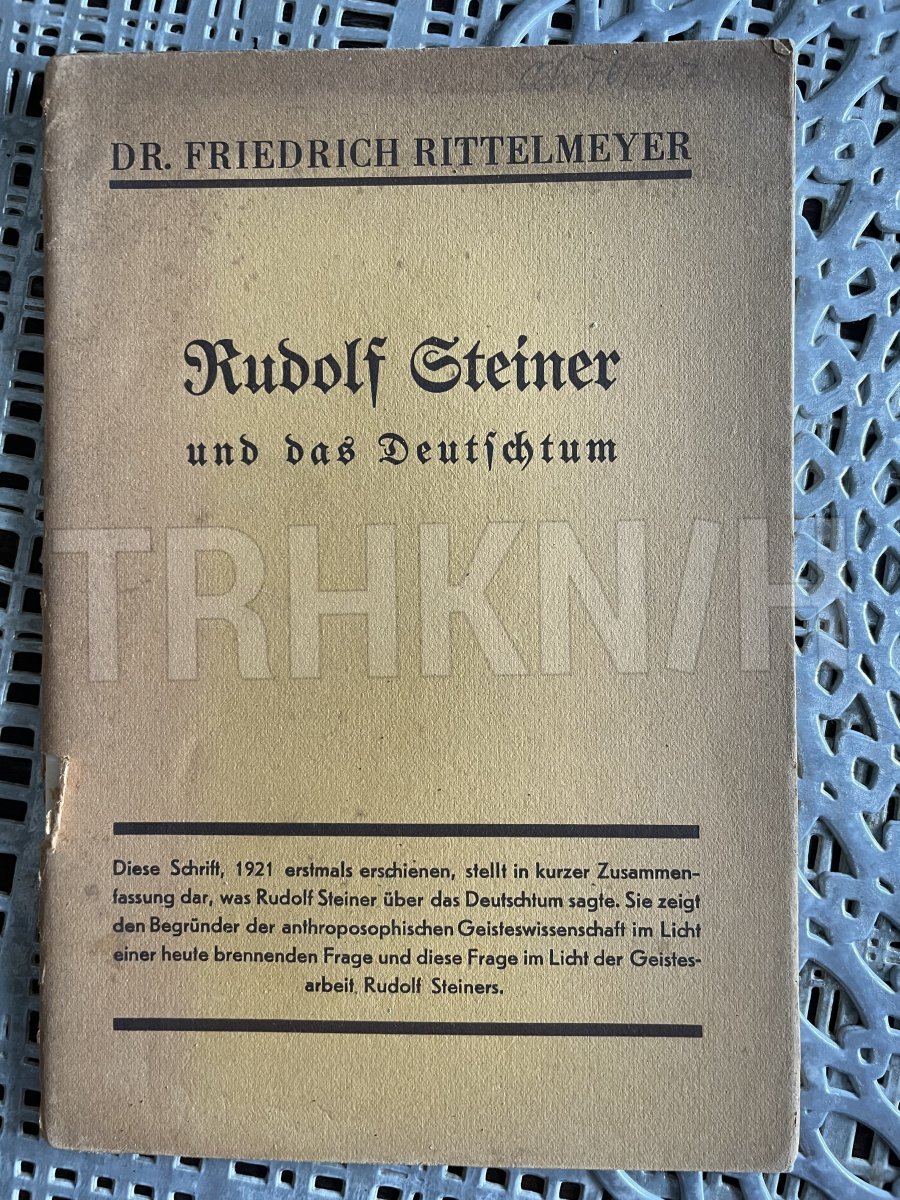 DR. FRIEDRICH RITTELMEYER
Rudolf Steiner
und das Deutſchtum
TRHKN/H
Diese Schrift, 1921 erstmals erschienen, stellt in kurzer Zusammen-
fassung dar, was Rudolf Steiner über das Deutschtum sagte. Sie zeigt
den Begründer der anthroposophischen Geisteswissenschaft im Licht
einer heute brennenden Frage und diese Frage im Licht der Geistes-
arbeit Rudolf Steiners.